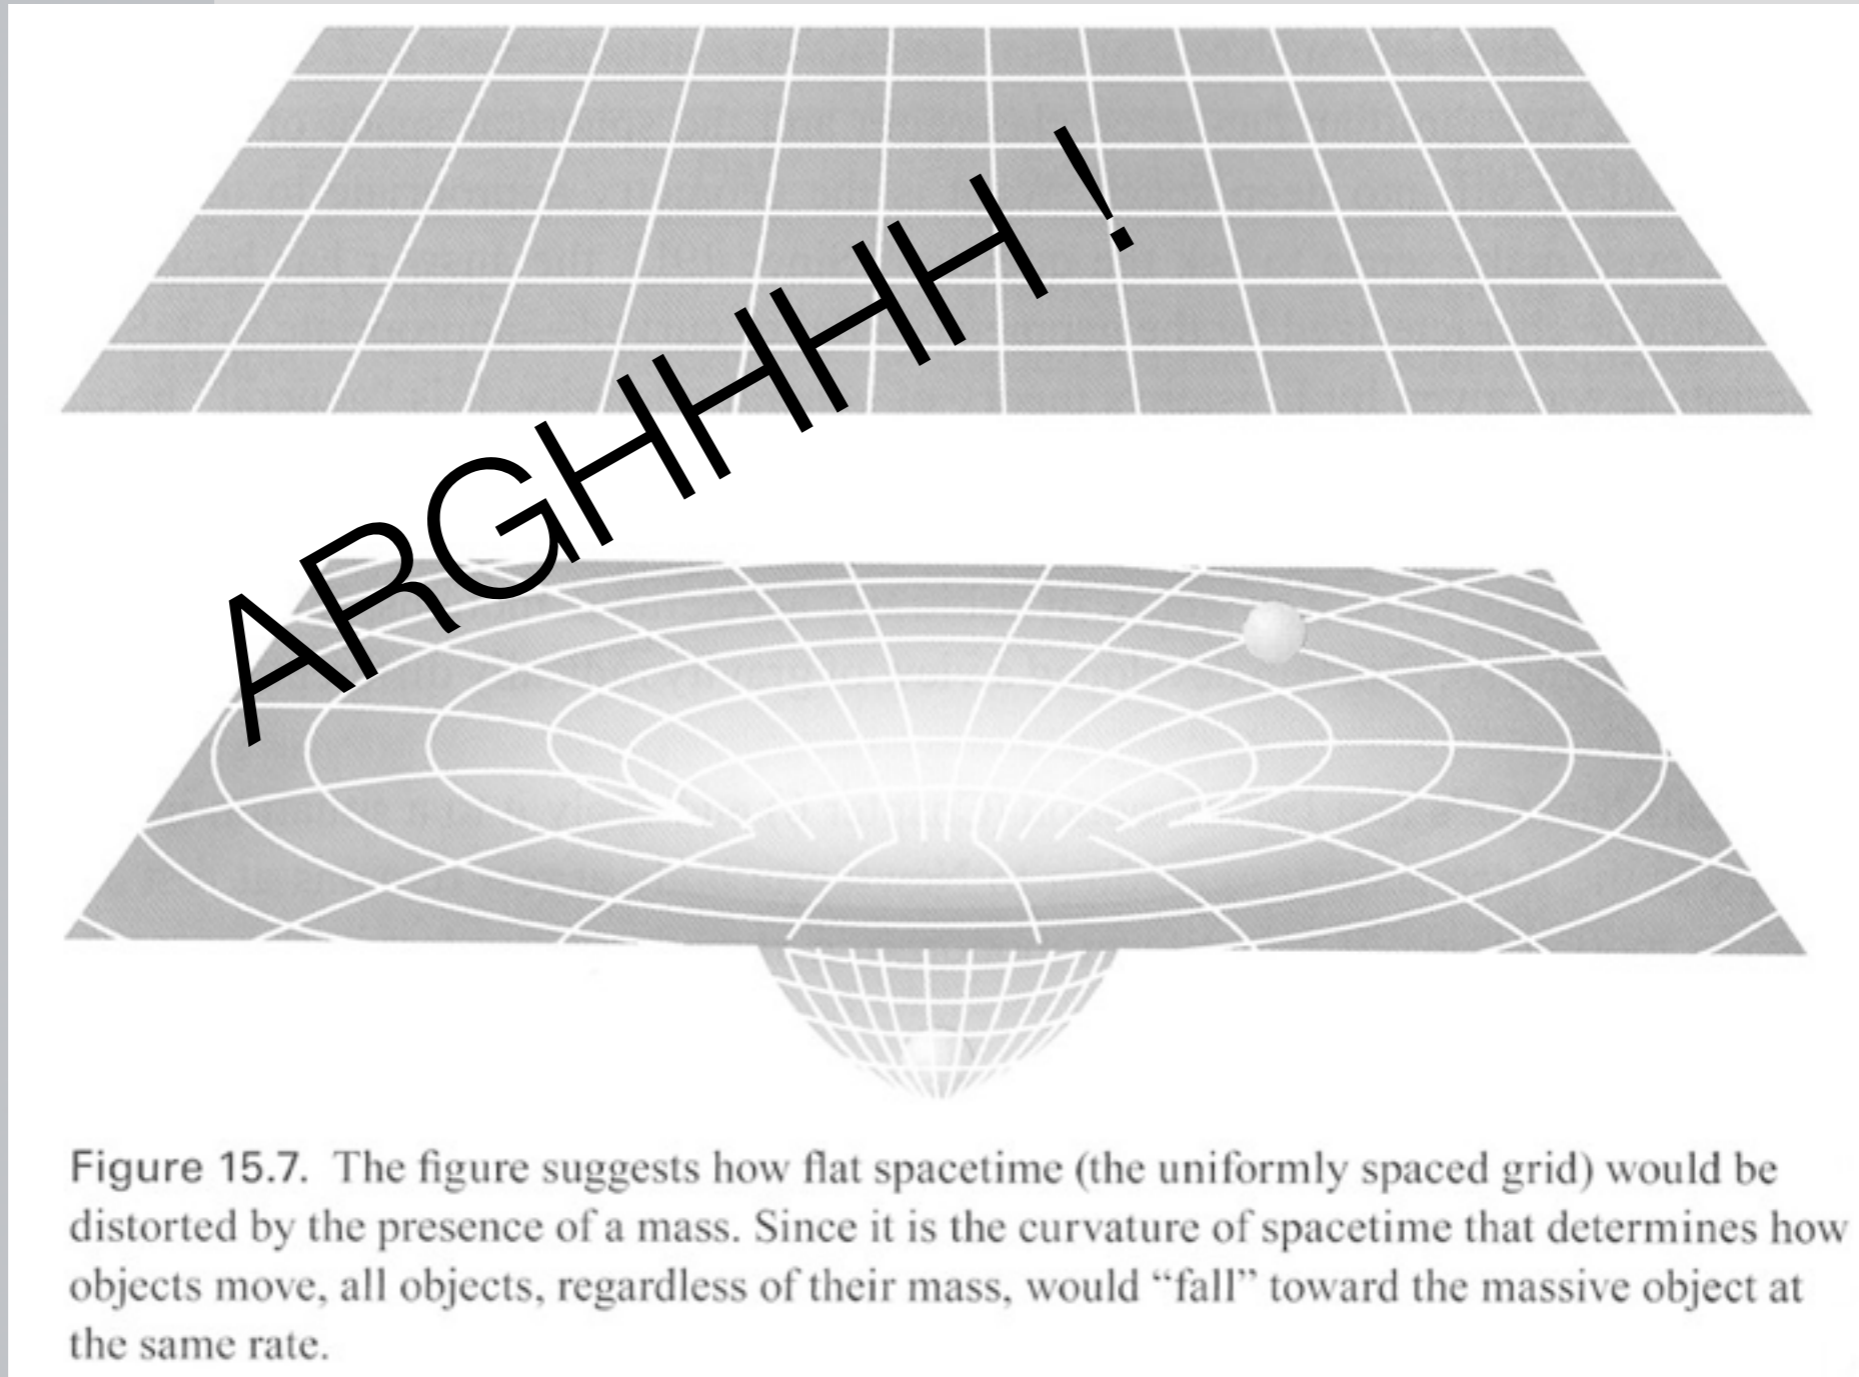 ARGHHHH !
Figure 15.7. The figure suggests how flat spacetime (the uniformly spaced grid) would be
distorted by the presence of a mass. Since it is the curvature of spacetime that determines how
objects move, all objects, regardless of their mass, would “fall” toward the massive object at
the same rate.